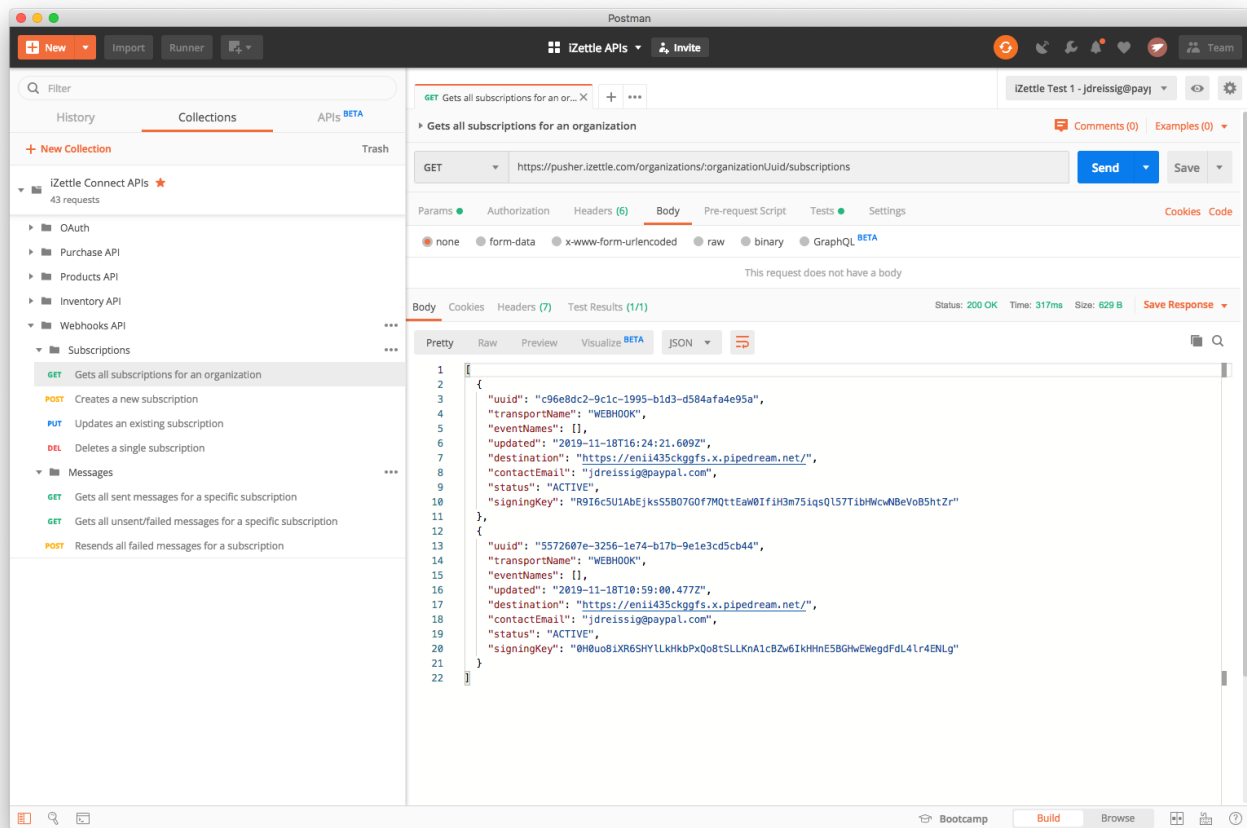 Postman
New Import Runner iZettle APIs Invite Team
Filter
History Collections APIs BETA
+ New Collection Trash
iZettle Connect APIs
43 requests
OAuth
Purchase API
Products API
Inventory API
Webhooks API
Subscriptions
GET Gets all subscriptions for an organization
POST Creates a new subscription
PUT Updates an existing subscription
DEL Deletes a single subscription
Messages
GET Gets all sent messages for a specific subscription
GET Gets all unsent/failed messages for a specific subscription
POST Resends all failed messages for a subscription
GET Gets all subscriptions for an or...
iZettle Test 1 - jdreissig@payp
Gets all subscriptions for an organization Comments (0) Examples (0)
GET https://pusher.izettle.com/organizations/:organizationUuid/subscriptions Send Save
Params Authorization Headers (6) Body Pre-request Script Tests Settings Cookies Code
none form-data x-www-form-urlencoded raw binary GraphQL BETA
This request does not have a body
Body Cookies Headers (7) Test Results (1/1) Status: 200 OK Time: 317ms Size: 629 B Save Response
Pretty Raw Preview Visualize BETA JSON
1 [
2 {
3 "uuid": "c96e8dc2-9c1c-1995-b1d3-d584afa4e95a",
4 "transportName": "WEBHOOK",
5 "eventNames": [],
6 "updated": "2019-11-18T16:24:21.609Z",
7 "destination": "https://enii435ckggfs.x.pipedream.net/",
8 "contactEmail": "jdreissig@paypal.com",
9 "status": "ACTIVE",
10 "signingKey": "R9I6c5U1AbEjksS5BO7GOf7MQttEaW0IfiH3m75iqsQl57TibHWcwNBeVoB5htZr"
11 },
12 {
13 "uuid": "5572607e-3256-1e74-b17b-9e1e3cd5cb44",
14 "transportName": "WEBHOOK",
15 "eventNames": [],
16 "updated": "2019-11-18T10:59:00.477Z",
17 "destination": "https://enii435ckggfs.x.pipedream.net/",
18 "contactEmail": "jdreissig@paypal.com",
19 "status": "ACTIVE",
20 "signingKey": "0H0uo8iXR6SHYlLkHkbPxQo8tSLLKnA1cBZw6IkHHnE5BGHwEWegdFdL4lr4ENLg"
21 }
22 ]
Bootcamp Build Browse